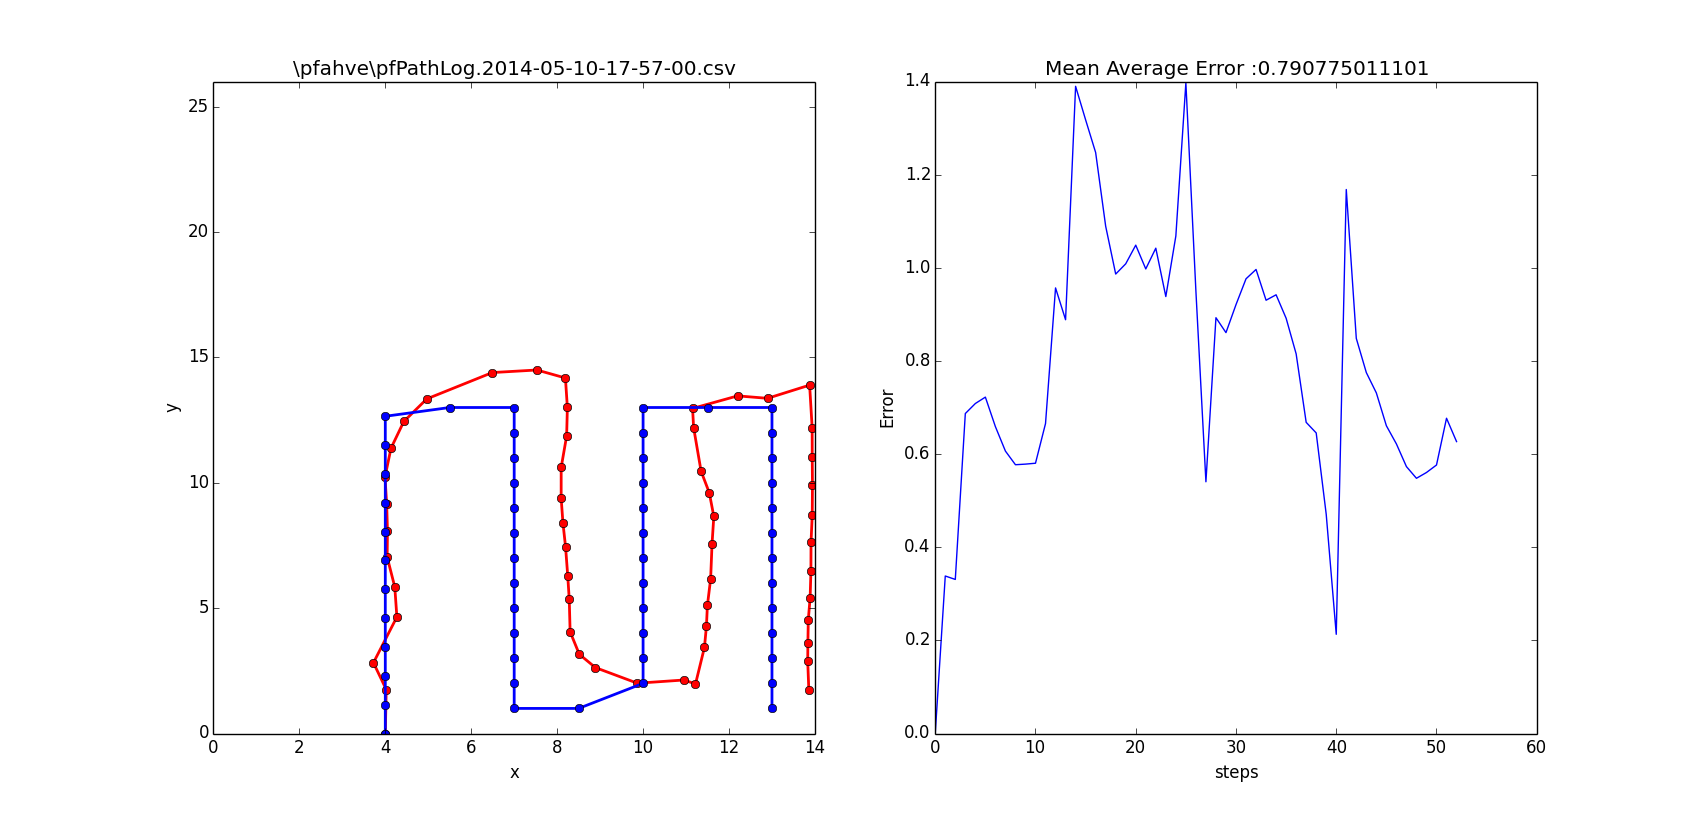 \pfahve\pfPathLog.2014-05-10-17-57-00.csv
25
20
15
10
5
0
y
0 2 4 6 8 10 12 14
x
Mean Average Error :0.790775011101
1.4
1.2
1.0
0.8
0.6
0.4
0.2
0.0
Error
0 10 20 30 40 50 60
steps